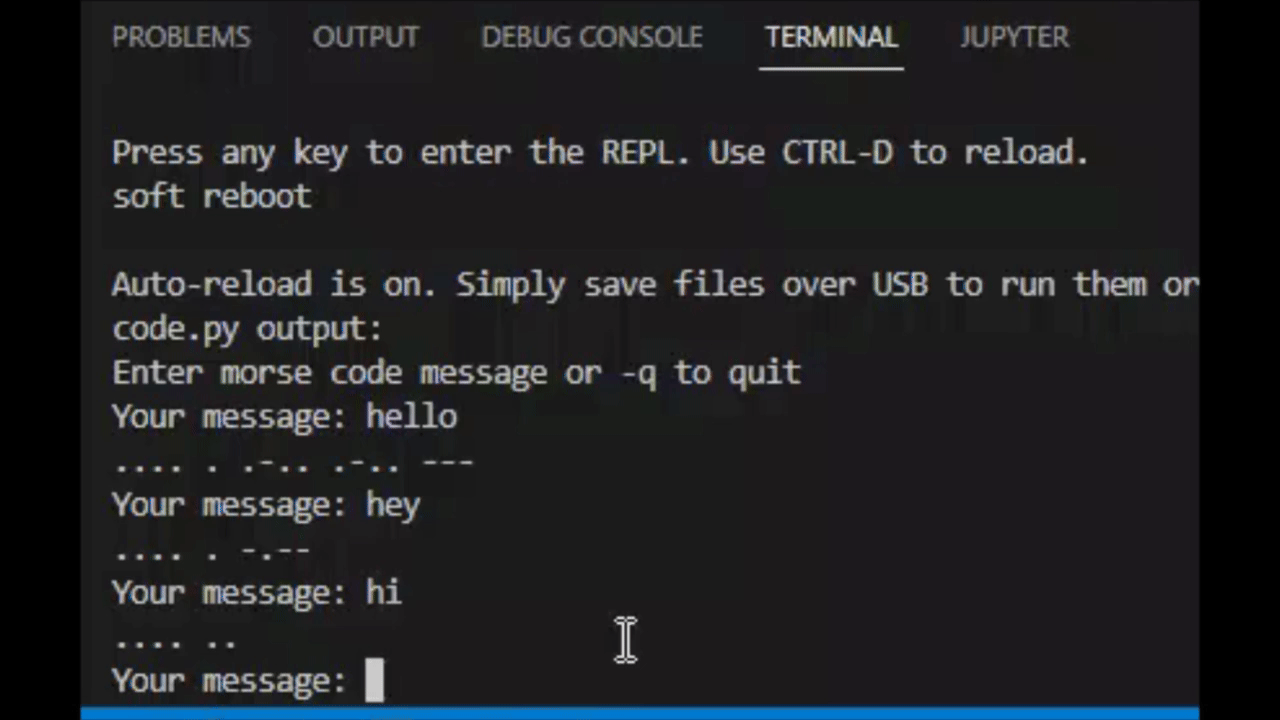 PROBLEMS OUTPUT DEBUG CONSOLE TERMINAL JUPYTER
Press any key to enter the REPL. Use CTRL-D to reload.
soft reboot
Auto-reload is on. Simply save files over USB to run them or
code.py output:
Enter morse code message or -q to quit
Your message: hello
.... . .-.. .-.. ---
Your message: hey
.... . -.--
Your message: hi
.... ..
Your message: